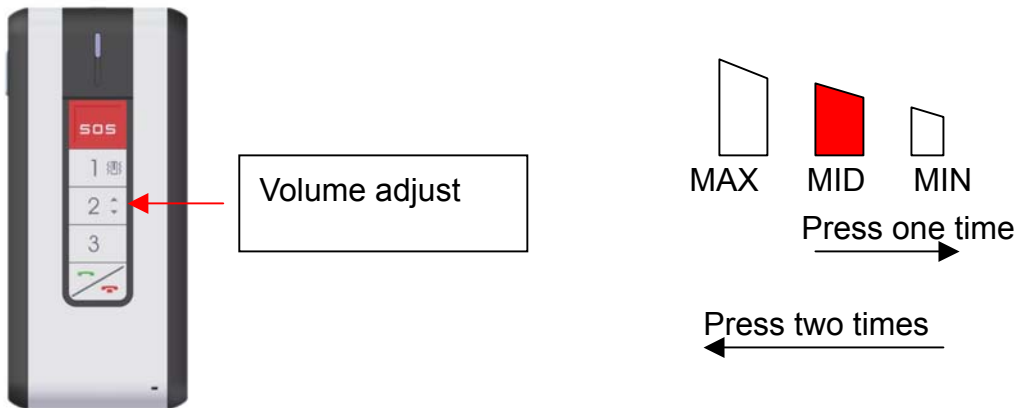 SOS
1
2
3
Volume adjust
MAX MID MIN
Press one time
Press two times